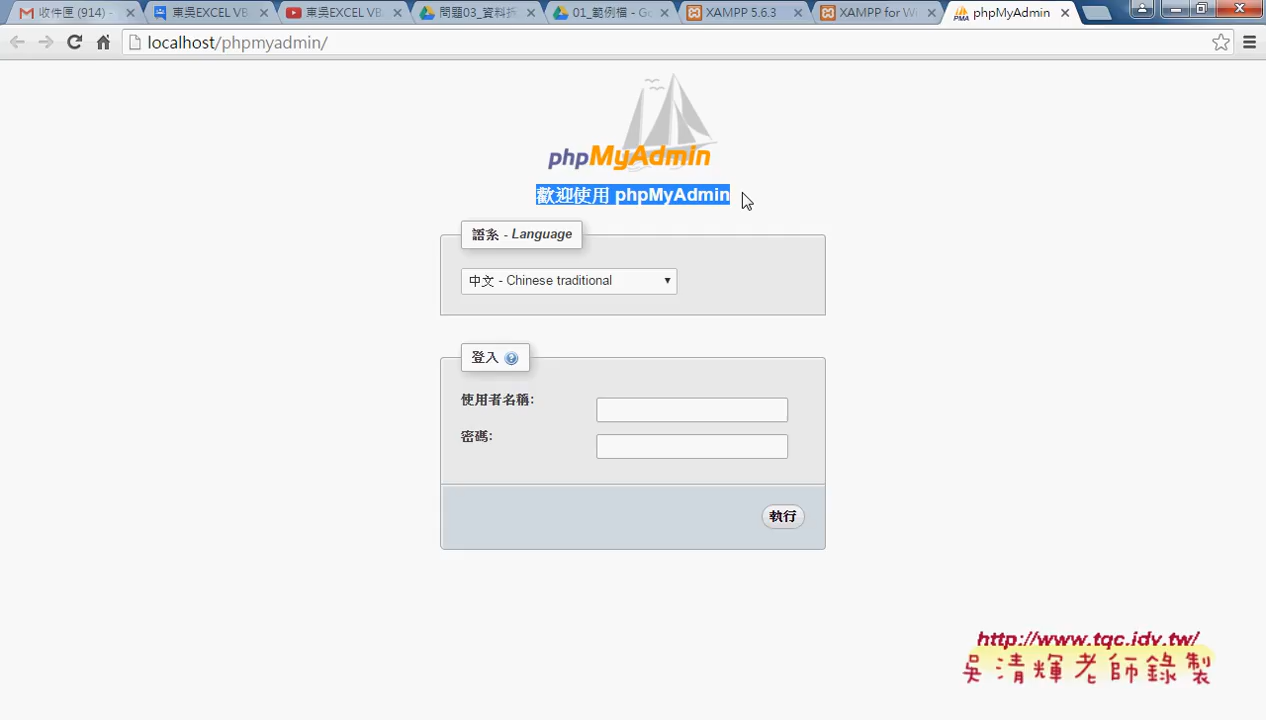 收件匣 (914) -
東吳EXCEL VB
東吳EXCEL VB
問題03_資料拆
01_範例檔 - Go
XAMPP 5.6.3
XAMPP for Wi
phpMyAdmin
localhost/phpmyadmin/
phpMyAdmin
歡迎使用 phpMyAdmin
語系 - Language
中文 - Chinese traditional
登入
使用者名稱:
密碼:
執行
http://www.tqc.idv.tw/
吳清輝老師錄製